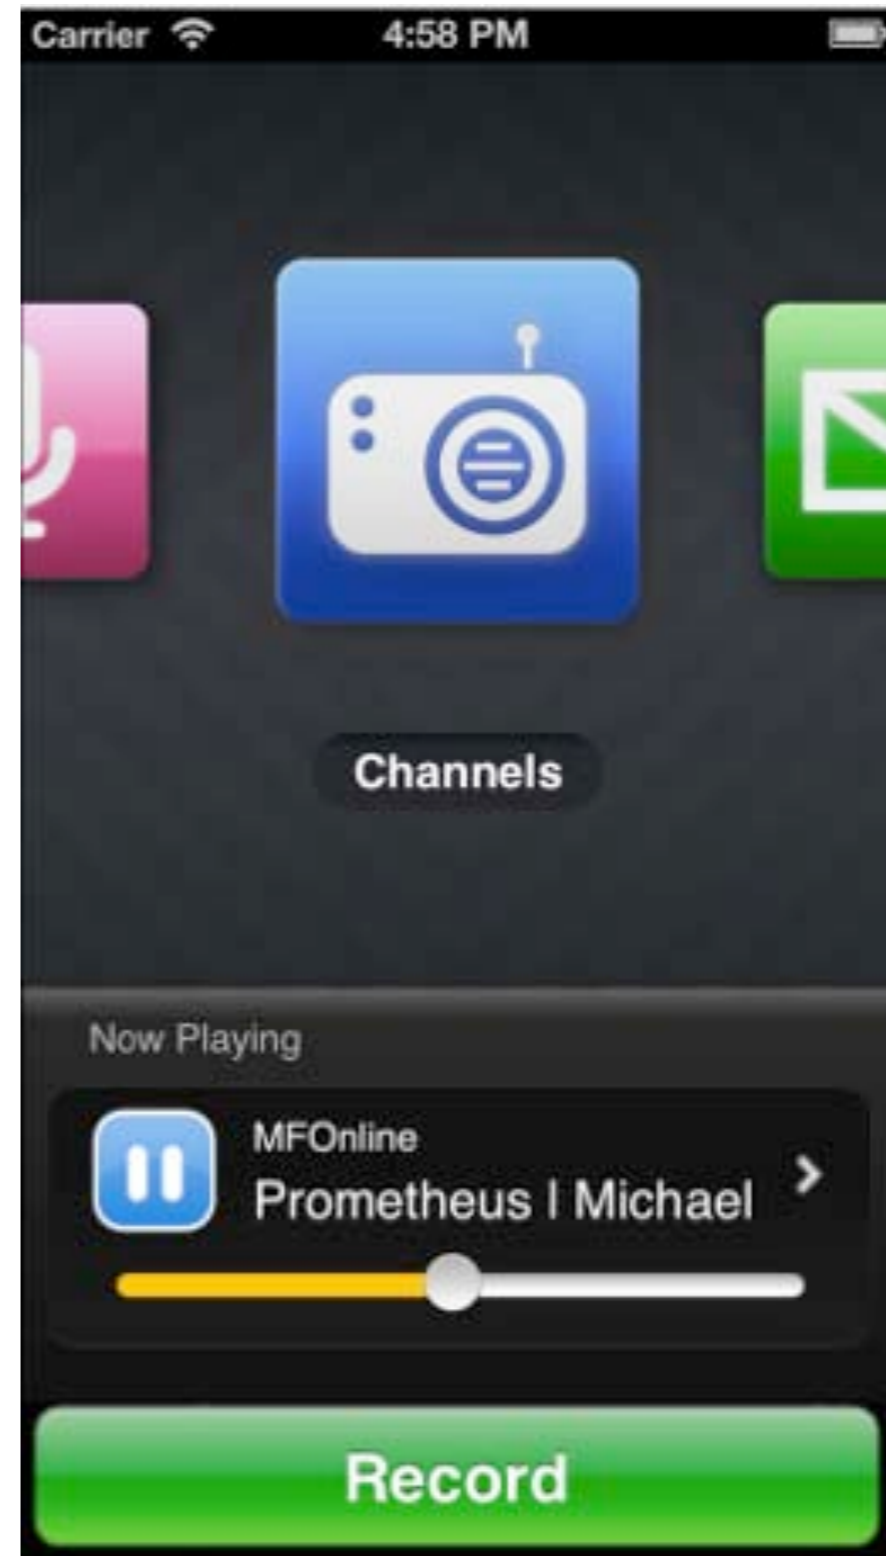 Carrier 4:58 PM
Channels
Now Playing
MFOnline
Prometheus | Michael
Record